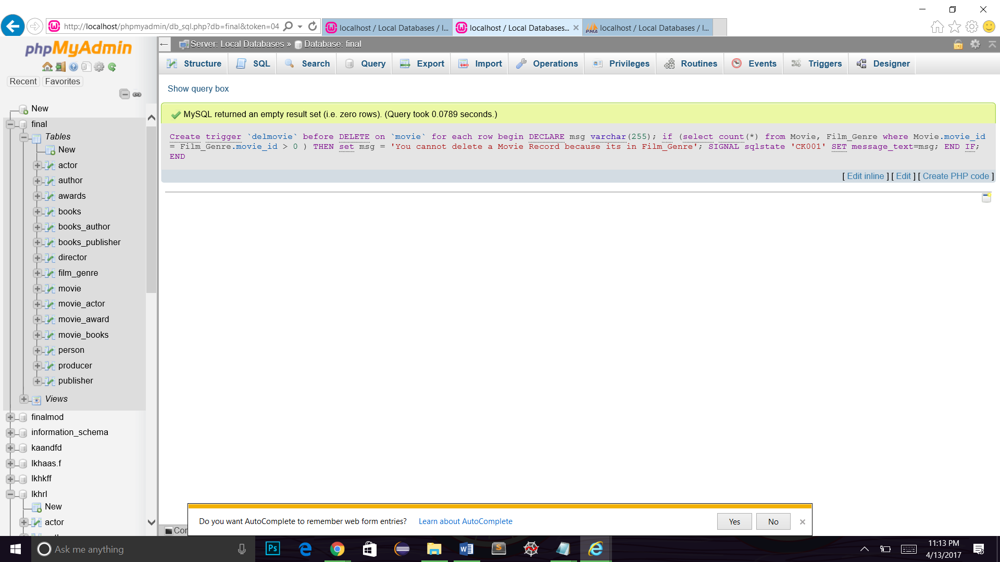 http://localhost/phpmyadmin/db_sql.php?db=final&token=04
localhost / Local Databases / l...
localhost / Local Databases...
localhost / Local Databases / l...
phpMyAdmin
Recent
Favorites
Server: Local Databases » Database: final
Structure
SQL
Search
Query
Export
Import
Operations
Privileges
Routines
Events
Triggers
Designer
Show query box
MySQL returned an empty result set (i.e. zero rows). (Query took 0.0789 seconds.)
Create trigger `delmovie` before DELETE on `movie` for each row begin DECLARE msg varchar(255); if (select count(*) from Movie, Film_Genre where Movie.movie_id
= Film_Genre.movie_id > 0 ) THEN set msg = 'You cannot delete a Movie Record because its in Film_Genre'; SIGNAL sqlstate 'CK001' SET message_text=msg; END IF;
END
[ Edit inline ] [ Edit ] [ Create PHP code ]
New
final
Tables
New
actor
author
awards
books
books_author
books_publisher
director
film_genre
movie
movie_actor
movie_award
movie_books
person
producer
publisher
Views
finalmod
information_schema
kaandfd
lkhaas.f
lkhkff
lkhrl
New
actor
Do you want AutoComplete to remember web form entries?
Learn about AutoComplete
Yes
No
Ask me anything
Ps
W
S
11:13 PM
4/13/2017